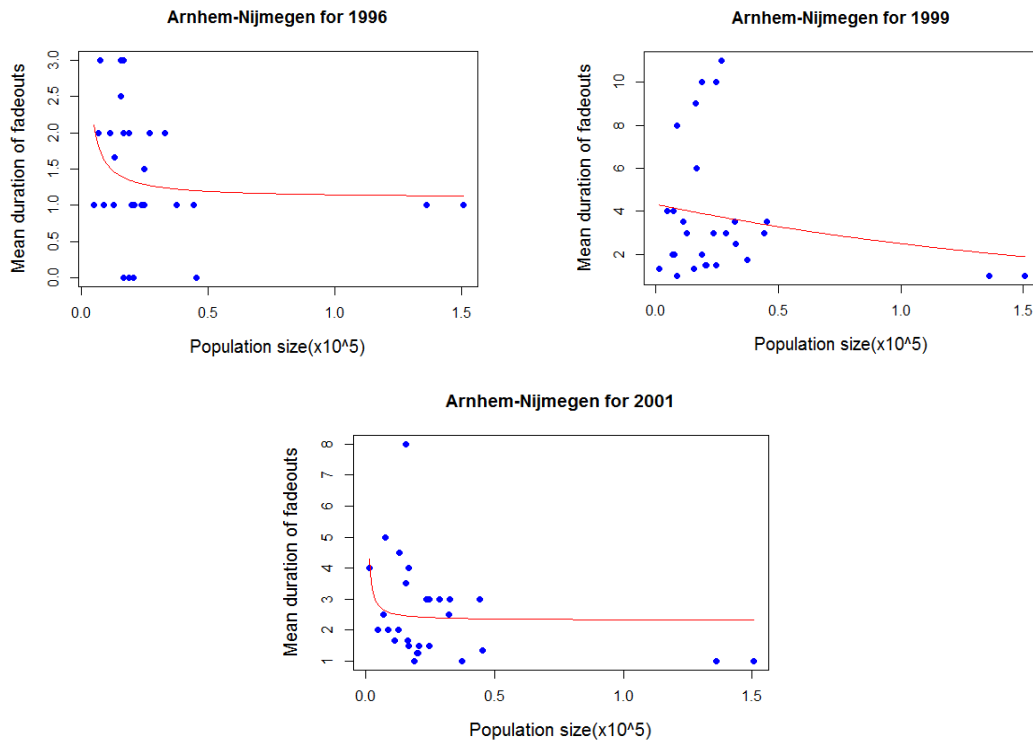 Arnhem-Nijmegen for 1996
Mean duration of fadeouts
3.0
2.5
2.0
1.5
1.0
0.5
0.0
0.0 0.5 1.0 1.5
Population size(x10^5)
Arnhem-Nijmegen for 1999
Mean duration of fadeouts
10
8
6
4
2
0.0 0.5 1.0 1.5
Population size(x10^5)
Arnhem-Nijmegen for 2001
Mean duration of fadeouts
8
7
6
5
4
3
2
1
0.0 0.5 1.0 1.5
Population size(x10^5)